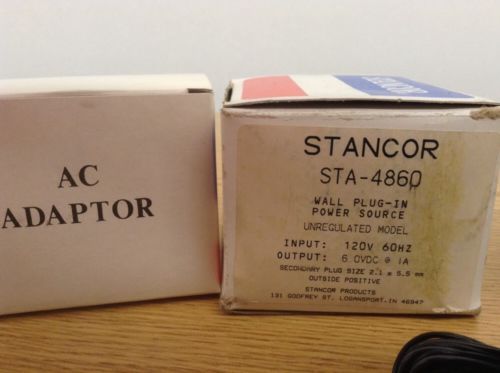 AC
ADAPTOR
STANCOR
STANCOR
STA-4860
WALL PLUG-IN
POWER SOURCE
UNREGULATED MODEL
INPUT: 120V 60HZ
OUTPUT: 6.0VDC @ 1A
SECONDARY PLUG SIZE 2.1 x 5.5 mm
OUTSIDE POSITIVE
STANCOR PRODUCTS
131 GODFREY ST. LOGANSPORT, IN 46947